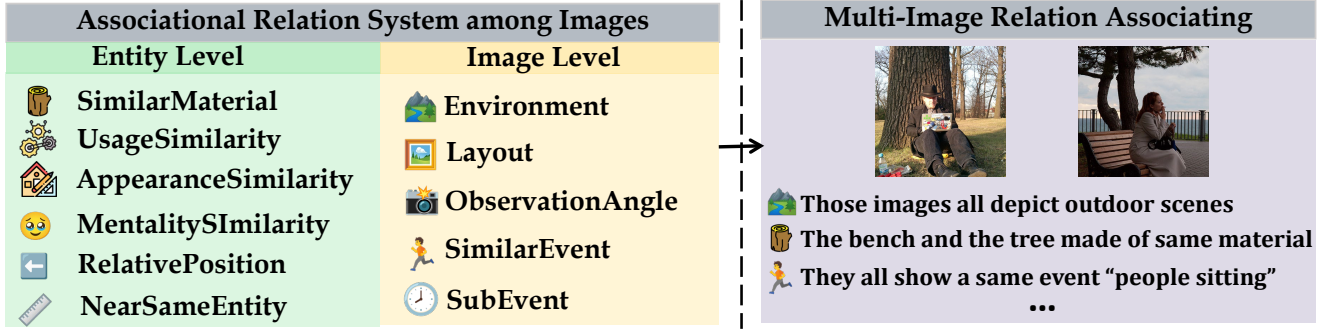 Associational Relation System among Images
Entity Level
SimilarMaterial
UsageSimilarity
AppearanceSimilarity
MentalitySImilarity
RelativePosition
NearSameEntity
Image Level
Environment
Layout
ObservationAngle
SimilarEvent
SubEvent
Multi-Image Relation Associating
Those images all depict outdoor scenes
The bench and the tree made of same material
They all show a same event “people sitting”
...